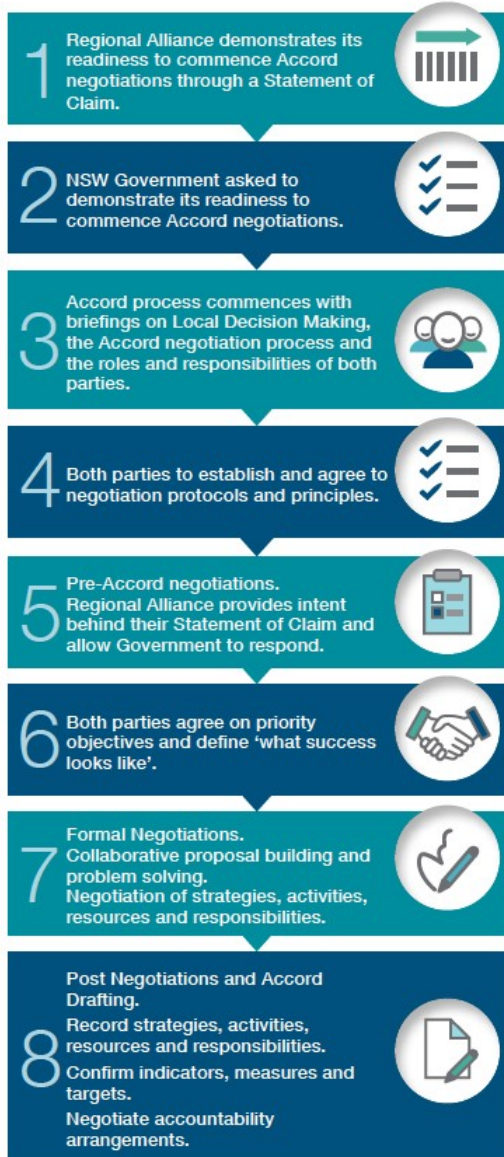 1
Regional Alliance demonstrates its
readiness to commence Accord
negotiations through a Statement of
Claim.
2
NSW Government asked to
demonstrate its readiness to
commence Accord negotiations.
3
Accord process commences with
briefings on Local Decision Making,
the Accord negotiation process and
the roles and responsibilities of both
parties.
4
Both parties to establish and agree to
negotiation protocols and principles.
5
Pre-Accord negotiations.
Regional Alliance provides intent
behind their Statement of Claim and
allow Government to respond.
6
Both parties agree on priority
objectives and define ‘what success
looks like’.
7
Formal Negotiations.
Collaborative proposal building and
problem solving.
Negotiation of strategies, activities,
resources and responsibilities.
8
Post Negotiations and Accord
Drafting.
Record strategies, activities,
resources and responsibilities.
Confirm indicators, measures and
targets.
Negotiate accountability
arrangements.